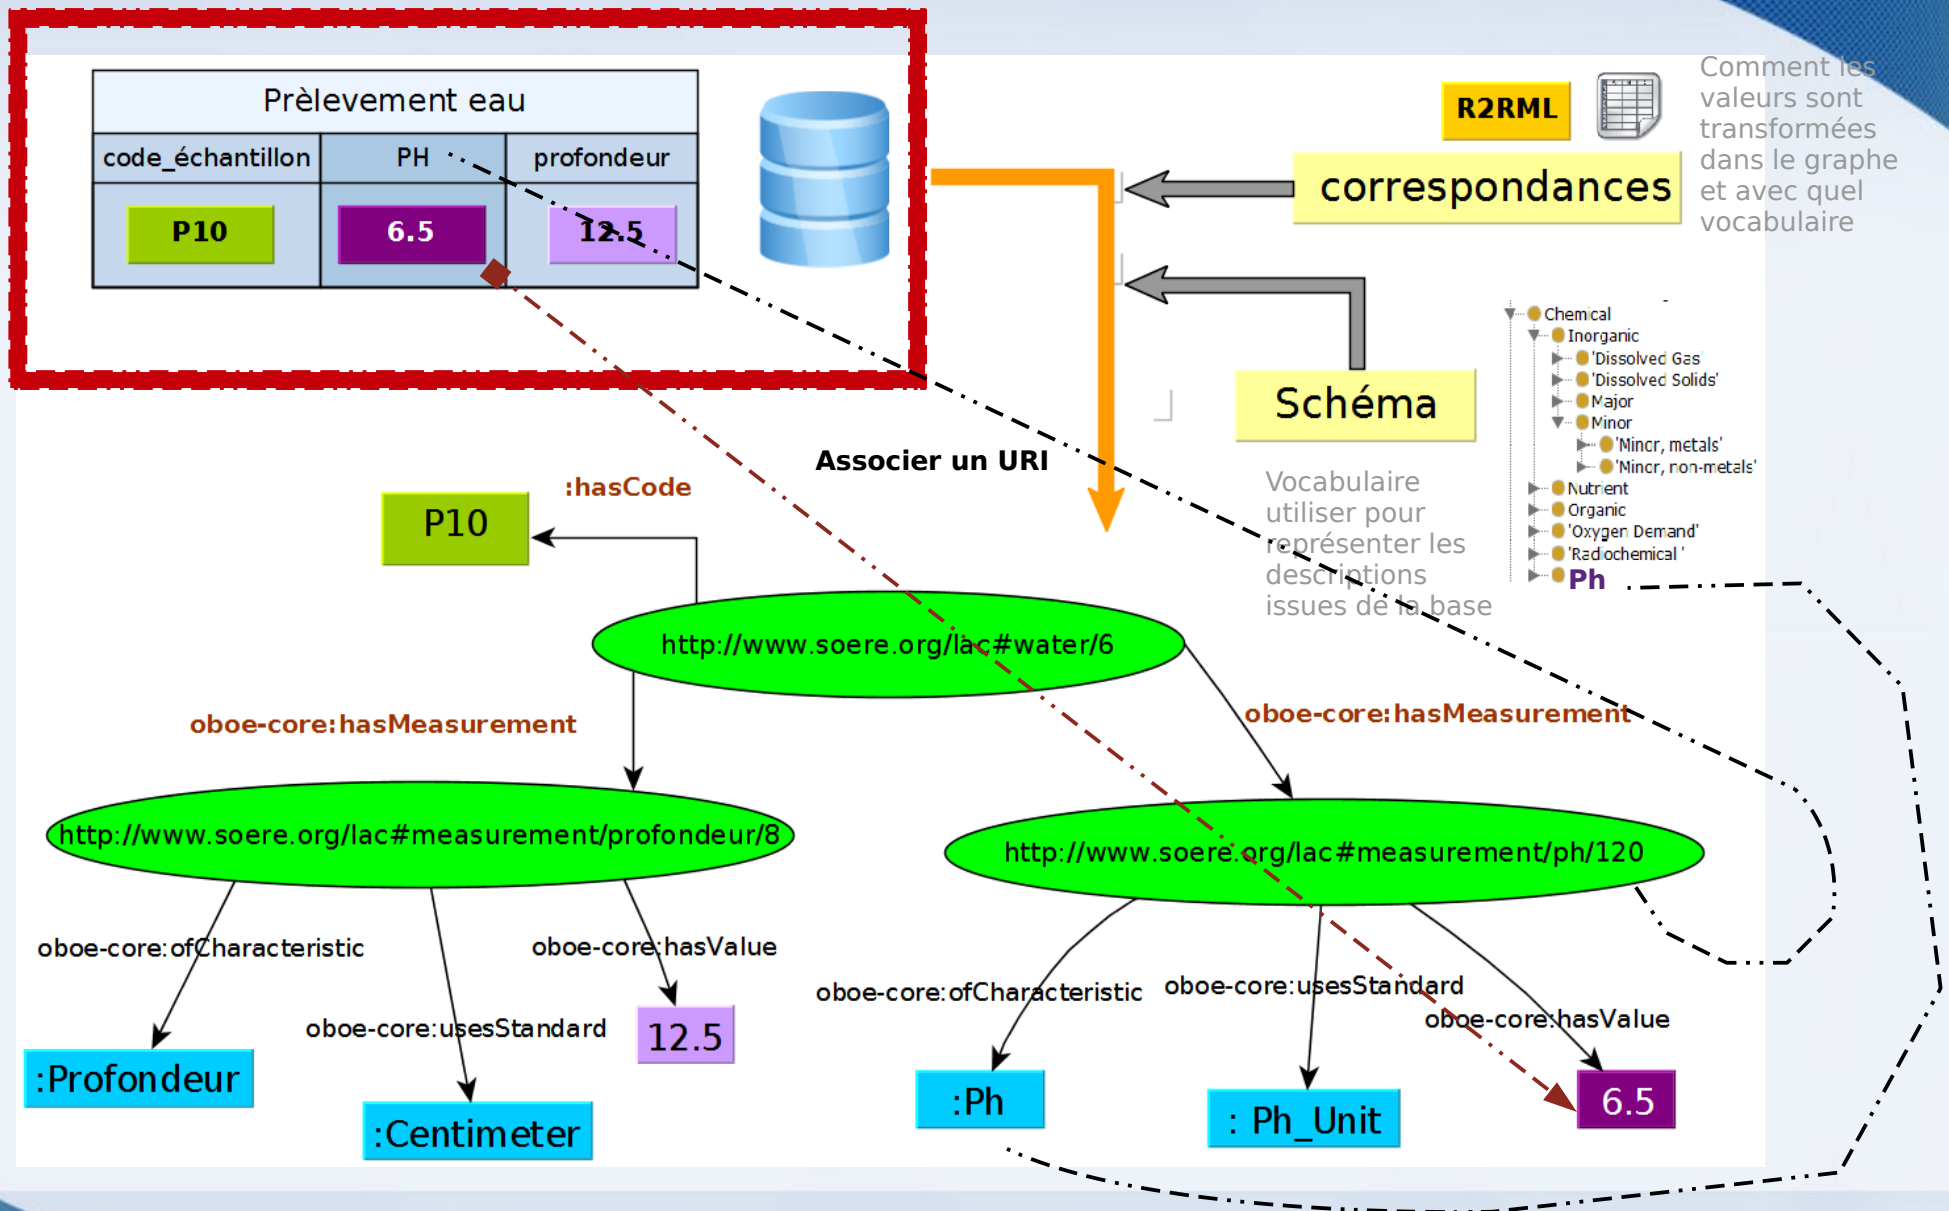 Prèlevement eau
code_échantillon
PH
profondeur
P10
6.5
12.5
R2RML
correspondances
Comment les
valeurs sont
transformées
dans le graphe
et avec quel
vocabulaire
Schéma
Chemical
Inorganic
'Dissolved Gas'
'Dissolved Solids'
Major
Minor
'Minor, metals'
'Minor, non-metals'
Nutrient
Organic
'Oxygen Demand'
'Radiochemical '
Ph
Vocabulaire
utiliser pour
représenter les
descriptions
issues de la base
Associer un URI
:hasCode
P10
http://www.soere.org/lac#water/6
oboe-core:hasMeasurement
oboe-core:hasMeasurement
http://www.soere.org/lac#measurement/profondeur/8
http://www.soere.org/lac#measurement/ph/120
oboe-core:ofCharacteristic
oboe-core:hasValue
oboe-core:usesStandard
12.5
:Profondeur
:Centimeter
oboe-core:ofCharacteristic
oboe-core:usesStandard
oboe-core:hasValue
:Ph
: Ph_Unit
6.5